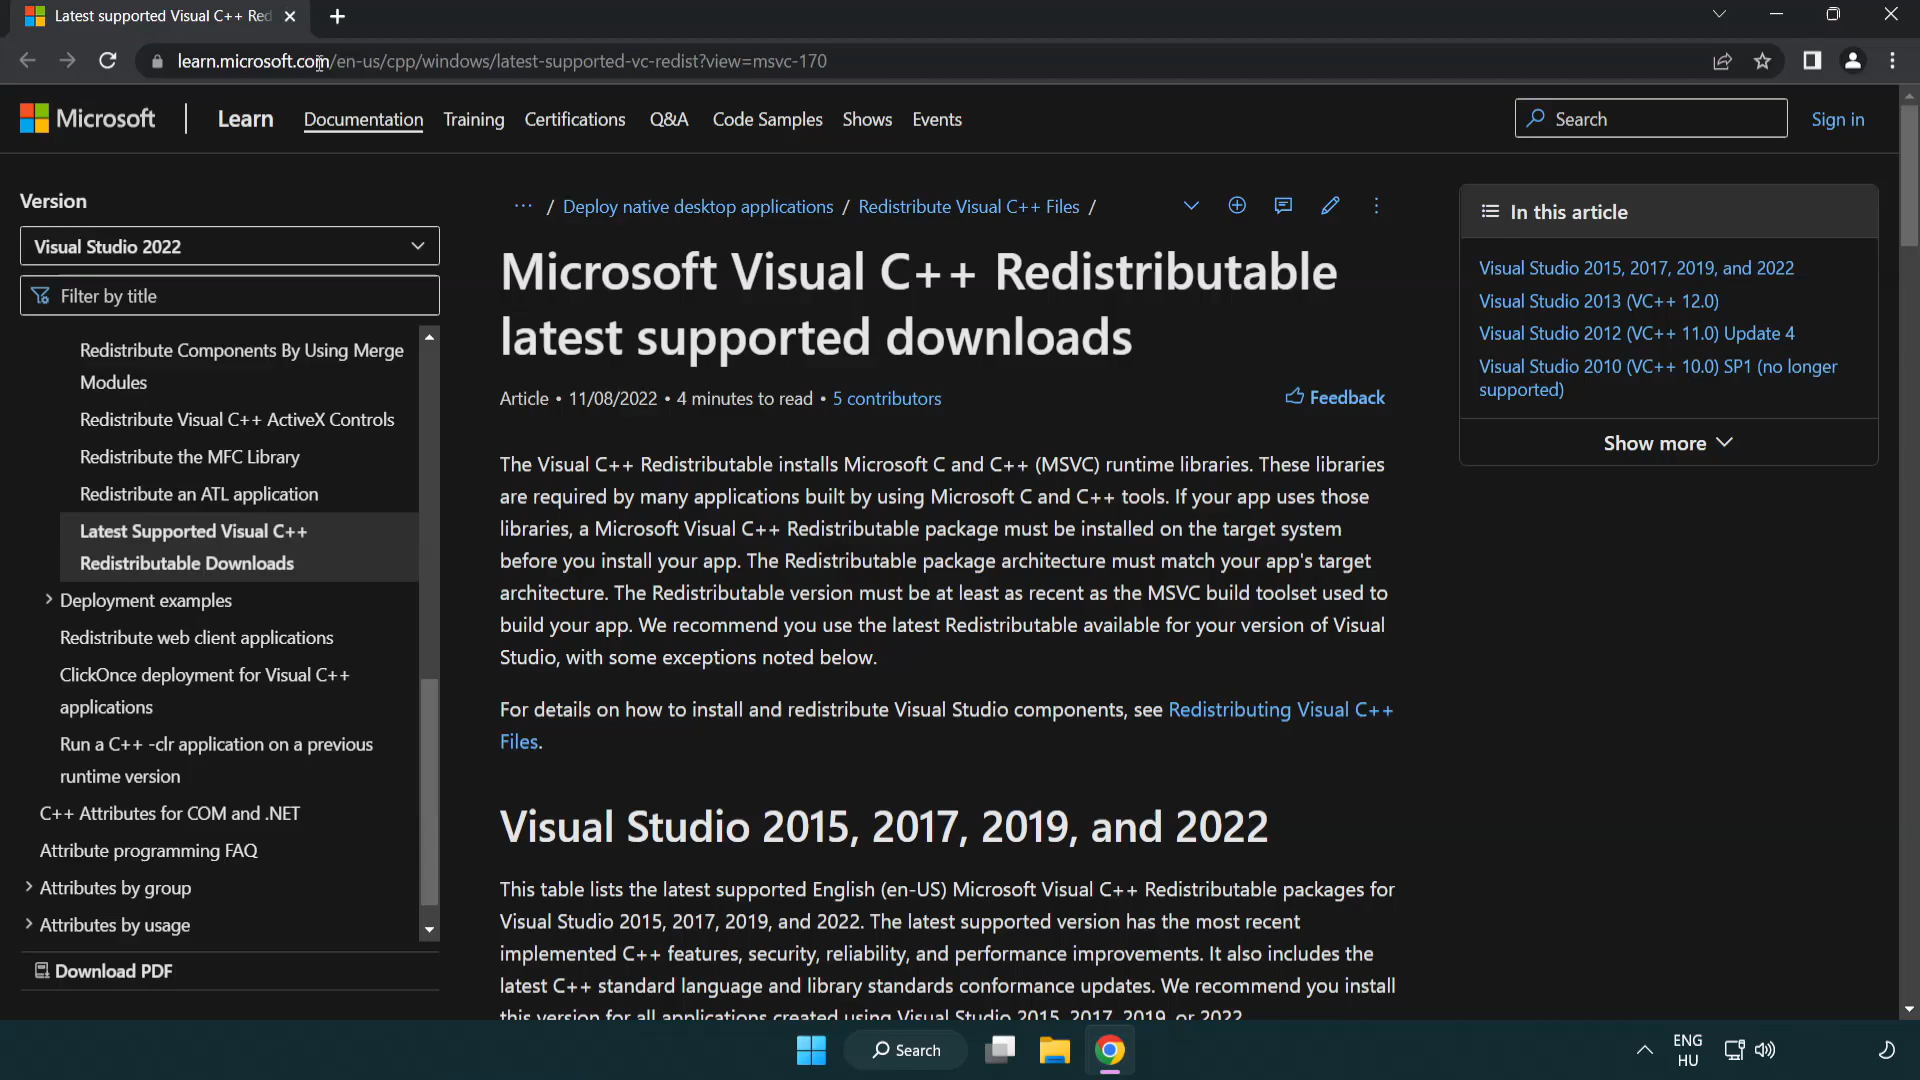 Latest supported Visual C++ Red
learn.microsoft.com/en-us/cpp/windows/latest-supported-vc-redist?view=msvc-170
Microsoft
Learn
Documentation
Training
Certifications
Q&A
Code Samples
Shows
Events
Search
Sign in
Version
Visual Studio 2022
Filter by title
Redistribute Components By Using Merge
Modules
Redistribute Visual C++ ActiveX Controls
Redistribute the MFC Library
Redistribute an ATL application
Latest Supported Visual C++
Redistributable Downloads
Deployment examples
Redistribute web client applications
ClickOnce deployment for Visual C++
applications
Run a C++ -clr application on a previous
runtime version
C++ Attributes for COM and .NET
Attribute programming FAQ
Attributes by group
Attributes by usage
Download PDF
... / Deploy native desktop applications / Redistribute Visual C++ Files /
Microsoft Visual C++ Redistributable
latest supported downloads
Article • 11/08/2022 • 4 minutes to read • 5 contributors
Feedback
The Visual C++ Redistributable installs Microsoft C and C++ (MSVC) runtime libraries. These libraries
are required by many applications built by using Microsoft C and C++ tools. If your app uses those
libraries, a Microsoft Visual C++ Redistributable package must be installed on the target system
before you install your app. The Redistributable package architecture must match your app's target
architecture. The Redistributable version must be at least as recent as the MSVC build toolset used to
build your app. We recommend you use the latest Redistributable available for your version of Visual
Studio, with some exceptions noted below.
For details on how to install and redistribute Visual Studio components, see Redistributing Visual C++
Files.
Visual Studio 2015, 2017, 2019, and 2022
This table lists the latest supported English (en-US) Microsoft Visual C++ Redistributable packages for
Visual Studio 2015, 2017, 2019, and 2022. The latest supported version has the most recent
implemented C++ features, security, reliability, and performance improvements. It also includes the
latest C++ standard language and library standards conformance updates. We recommend you install
this version for all applications created using Visual Studio 2015, 2017, 2019, or 2022.
In this article
Visual Studio 2015, 2017, 2019, and 2022
Visual Studio 2013 (VC++ 12.0)
Visual Studio 2012 (VC++ 11.0) Update 4
Visual Studio 2010 (VC++ 10.0) SP1 (no longer
supported)
Show more
Search
ENG
HU